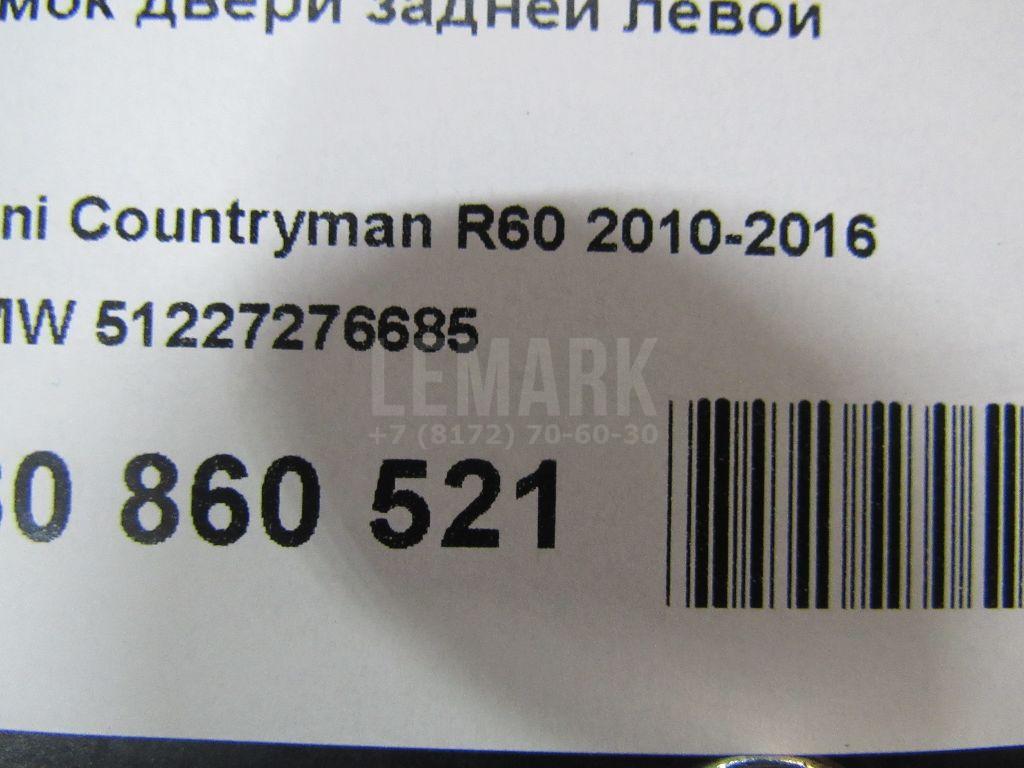 мок двери задней левой
ni Countryman R60 2010-2016
MW 51227276685
LEMARK
+7 (8172) 70-60-30
60 860 521